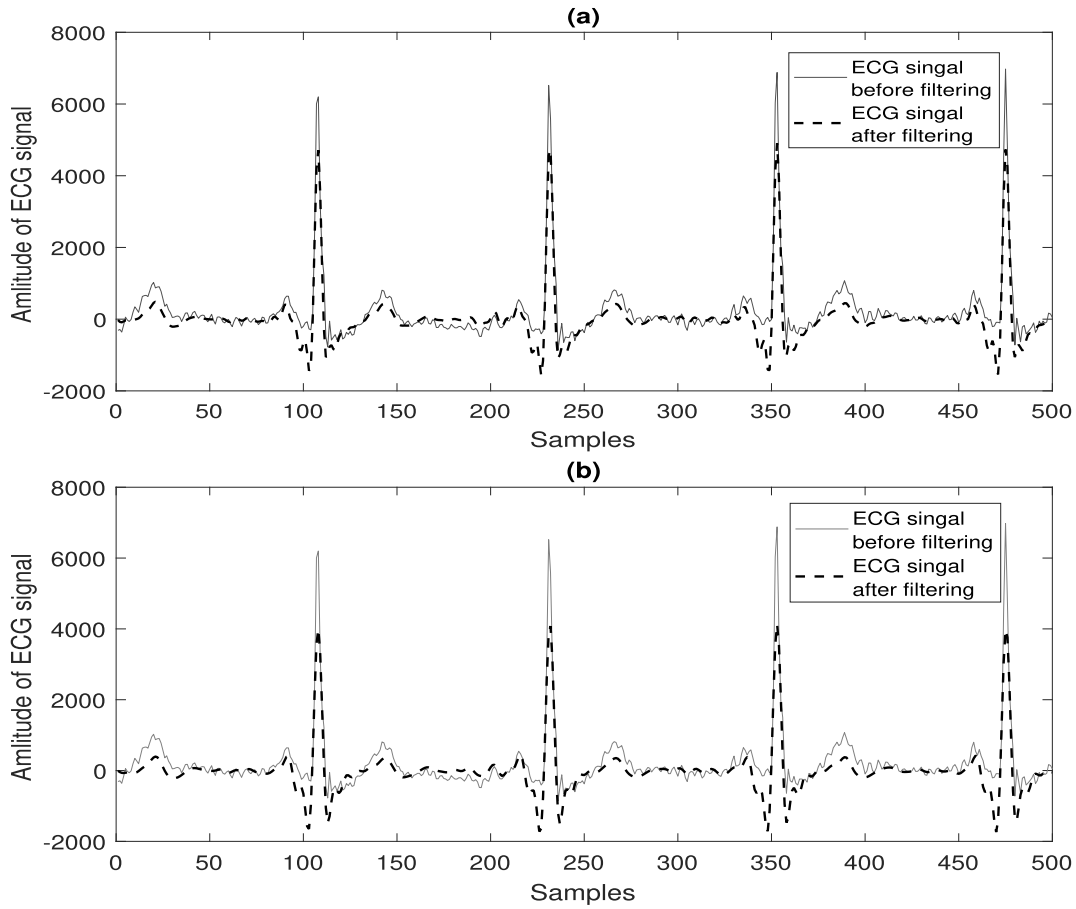 (a)
8000
6000
4000
2000
0
-2000
Amlitude of ECG signal
ECG singal
before filtering
ECG singal
after filtering
0 50 100 150 200 250 300 350 400 450 500
Samples
(b)
8000
6000
4000
2000
0
-2000
Amlitude of ECG signal
ECG singal
before filtering
ECG singal
after filtering
0 50 100 150 200 250 300 350 400 450 500
Samples